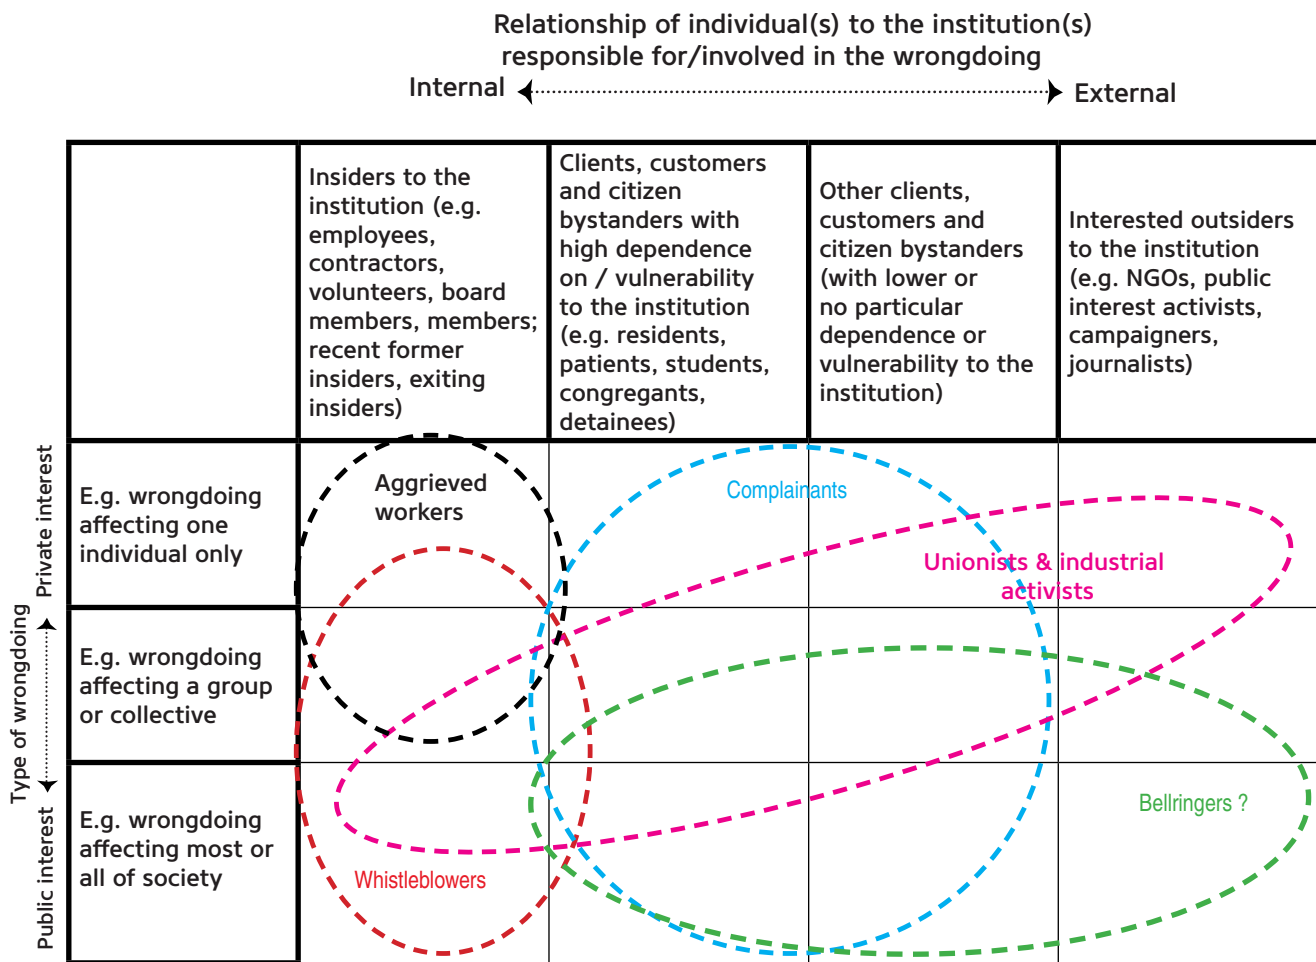 Relationship of individual(s) to the institution(s)
responsible for/involved in the wrongdoing
Internal
External
Insiders to the
institution (e.g.
employees,
contractors,
volunteers, board
members, members;
recent former
insiders, exiting
insiders)
Clients, customers
and citizen
bystanders with
high dependence
on / vulnerability
to the institution
(e.g. residents,
patients, students,
congregants,
detainees)
Other clients,
customers and
citizen bystanders
(with lower or
no particular
dependence or
vulnerability to the
institution)
Interested outsiders
to the institution
(e.g. NGOs, public
interest activists,
campaigners,
journalists)
Type of wrongdoing
Private interest
Public interest
E.g. wrongdoing
affecting one
individual only
E.g. wrongdoing
affecting a group
or collective
E.g. wrongdoing
affecting most or
all of society
Aggrieved
workers
Complainants
Unionists & industrial
activists
Whistleblowers
Bellringers ?